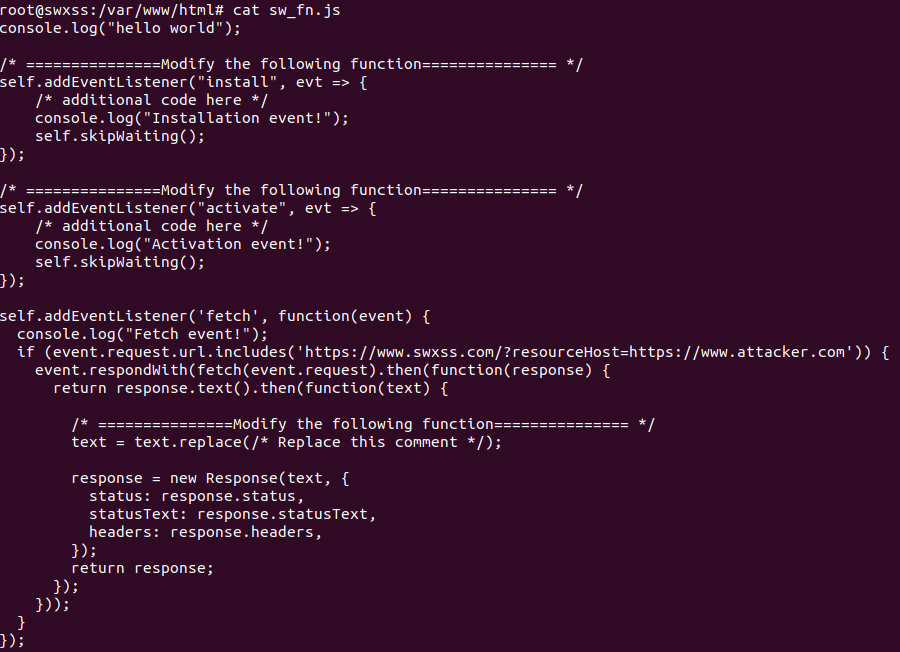 root@swxss:/var/www/html# cat sw_fn.js
console.log("hello world");

/* ===============Modify the following function=============== */
self.addEventListener("install", evt => {
    /* additional code here */
    console.log("Installation event!");
    self.skipWaiting();
});

/* ===============Modify the following function=============== */
self.addEventListener("activate", evt => {
    /* additional code here */
    console.log("Activation event!");
    self.skipWaiting();
});

self.addEventListener('fetch', function(event) {
  console.log("Fetch event!");
  if (event.request.url.includes('https://www.swxss.com/?resourceHost=https://www.attacker.com')) {
    event.respondWith(fetch(event.request).then(function(response) {
      return response.text().then(function(text) {

        /* ===============Modify the following function=============== */
        text = text.replace(/* Replace this comment */);

        response = new Response(text, {
          status: response.status,
          statusText: response.statusText,
          headers: response.headers,
        });
        return response;
      });
    }));
  }
});